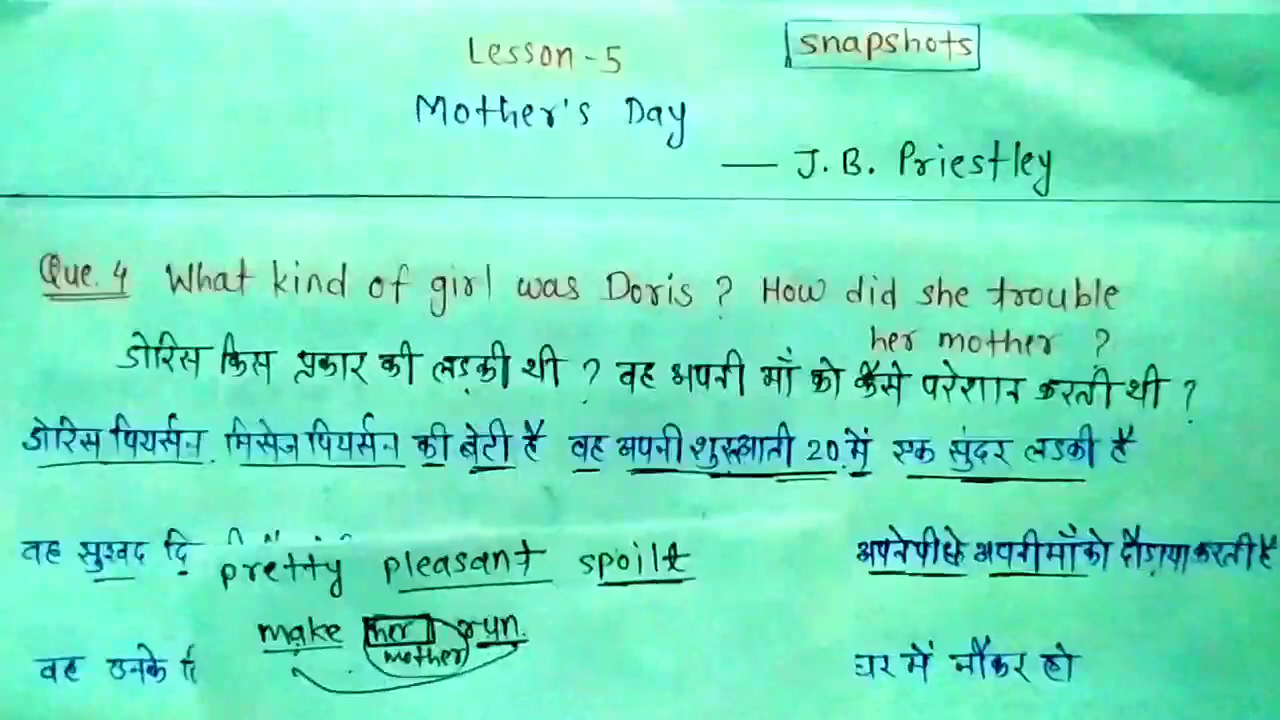 Lesson-5
snapshots
Mother's Day
— J. B. Priestley
Que. 4 What kind of girl was Doris ? How did she trouble
her mother ?
डोरिस किस प्रकार की लड़की थी ? वह अपनी माँ को कैसे परेशान करती थी ?
डोरिस पियर्सन मिसेज पियर्सन की बेटी है वह अपनी शुरुआती 20 में एक सुंदर लडकी है
वह सुखद दि
pretty pleasant spoilt
अपने पीछे अपनी माँ को दौड़ाया करती है
make her run.
mother
वह उनके
घर में नौकर हो